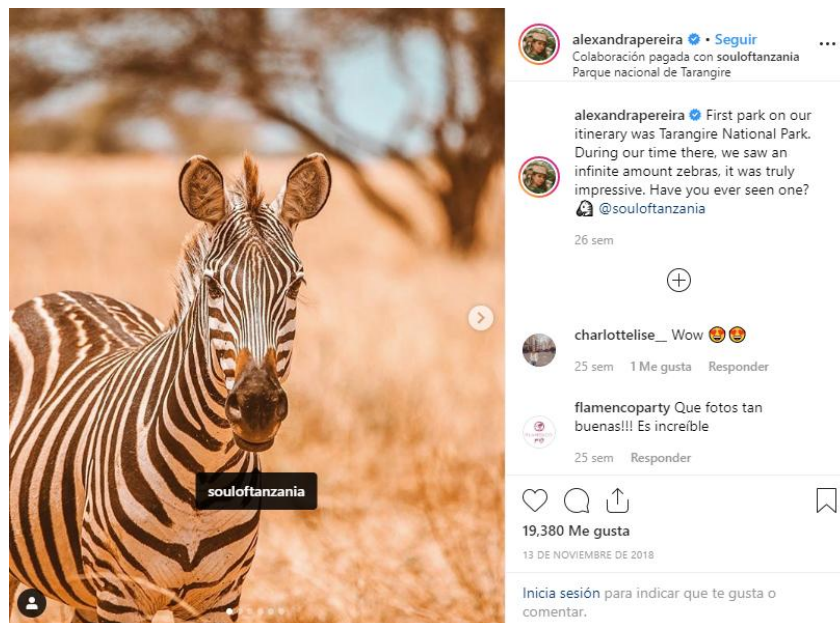 souloftanzania
alexandrapereira • Seguir
Colaboración pagada con souloftanzania
Parque nacional de Tarangire
alexandrapereira First park on our
itinerary was Tarangire National Park.
During our time there, we saw an
infinite amount zebras, it was truly
impressive. Have you ever seen one?
@souloftanzania
26 sem
charlottelise__ Wow 😍😍
25 sem 1 Me gusta Responder
flamencoparty Que fotos tan
buenas!!! Es increíble
25 sem Responder
19,380 Me gusta
13 DE NOVIEMBRE DE 2018
Inicia sesión para indicar que te gusta o
comentar.